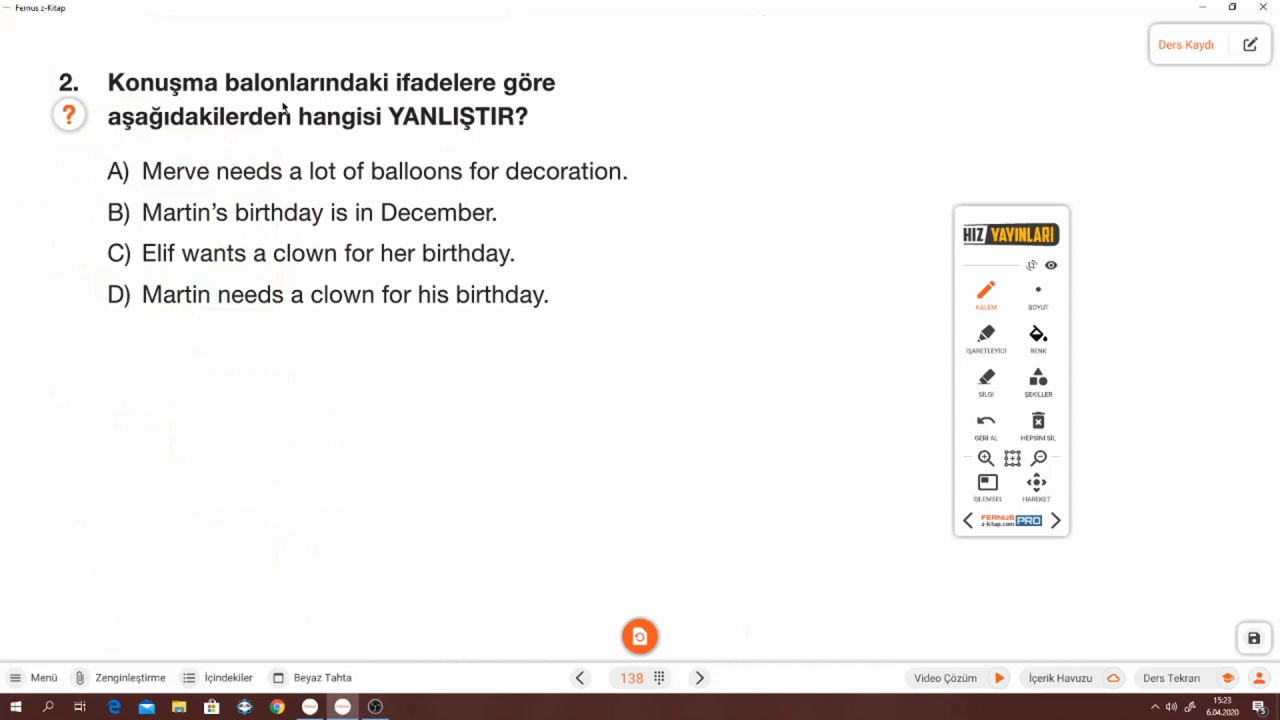 Fernus z-Kitap
Ders Kaydı
2. Konuşma balonlarındaki ifadelere göre
? aşağıdakilerden hangisi YANLIŞTIR?
A) Merve needs a lot of balloons for decoration.
B) Martin's birthday is in December.
C) Elif wants a clown for her birthday.
D) Martin needs a clown for his birthday.
HIZ YAYINLARI
KALEM BOYUT
İŞARETLEYİCİ RENK
SİLGİ ŞEKİLLER
GERİ AL HEPSİNİ SİL
İŞLEMSEL HAREKET
FERNUS
z-kitap.com PRO
Menü Zenginleştirme İçindekiler Beyaz Tahta 138 Video Çözüm İçerik Havuzu Ders Tekrarı
15:23
6.04.2020
5